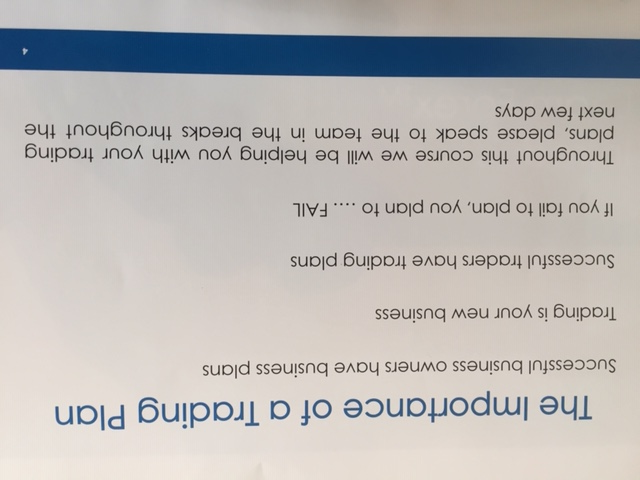 The Importance of a Trading Plan
Successful business owners have business plans
Trading is your new business
Successful traders have trading plans
If you fail to plan, you plan to .... FAIL
Throughout this course we will be helping you with your trading
plans, please speak to the team in the breaks throughout the
next few days
4